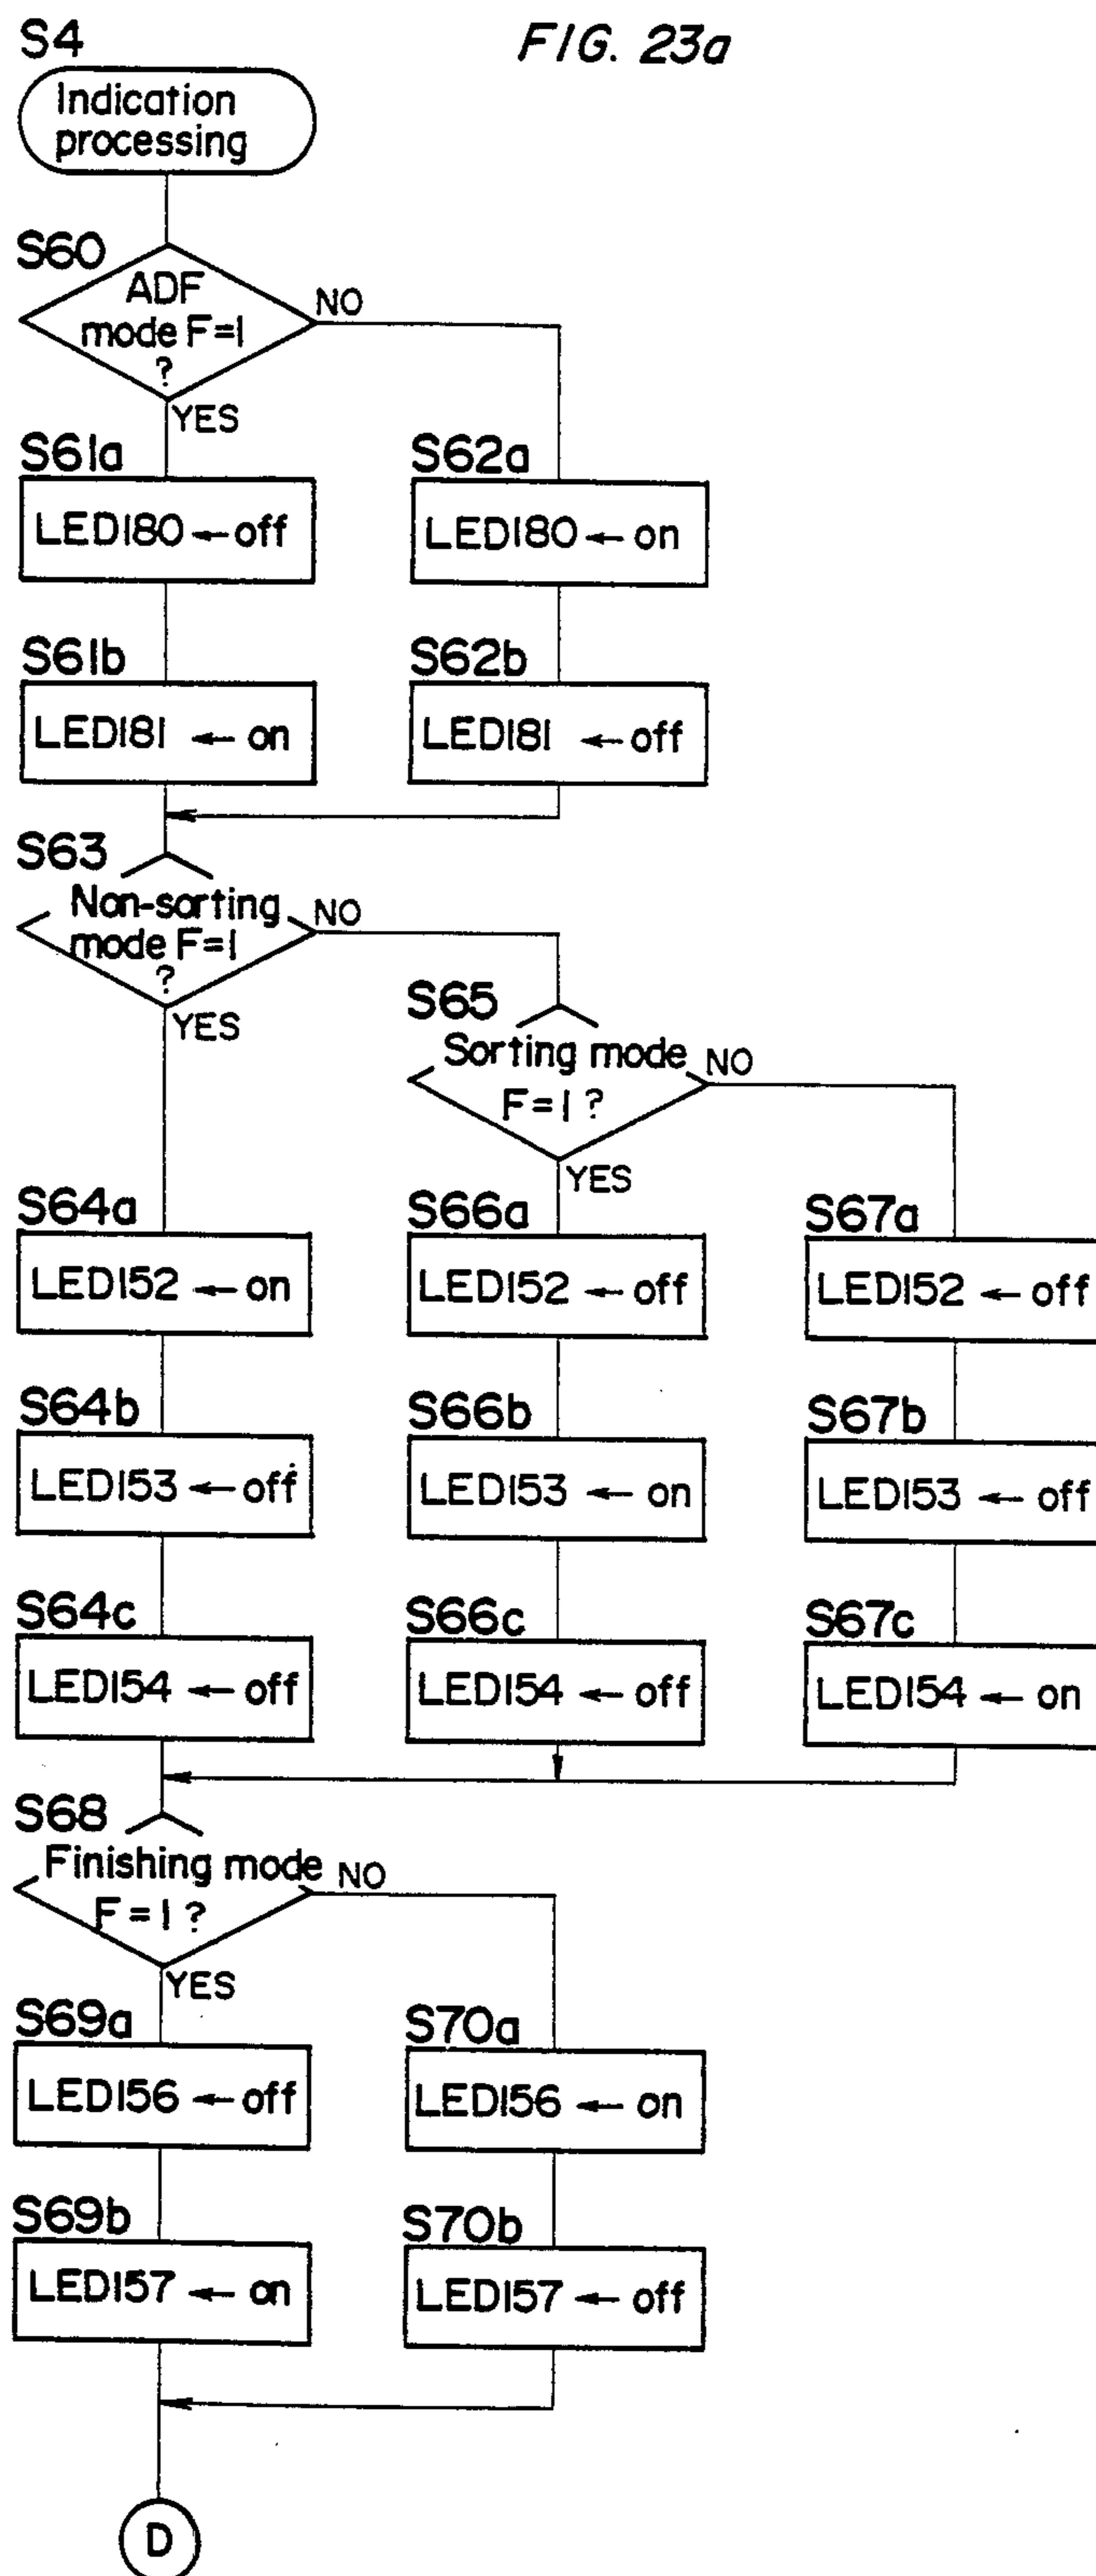 S4
FIG. 23a
Indication
processing
S60
ADF
mode F=1
?
NO
YES
S61a
LED180 ← off
S62a
LED180 ← on
S61b
LED181 ← on
S62b
LED181 ← off
S63
Non-sorting
mode F=1
?
NO
YES
S65
Sorting mode
F=1 ?
NO
YES
S64a
LED152 ← on
S66a
LED152 ← off
S67a
LED152 ← off
S64b
LED153 ← off
S66b
LED153 ← on
S67b
LED153 ← off
S64c
LED154 ← off
S66c
LED154 ← off
S67c
LED154 ← on
S68
Finishing mode
F=1 ?
NO
YES
S69a
LED156 ← off
S70a
LED156 ← on
S69b
LED157 ← on
S70b
LED157 ← off
D